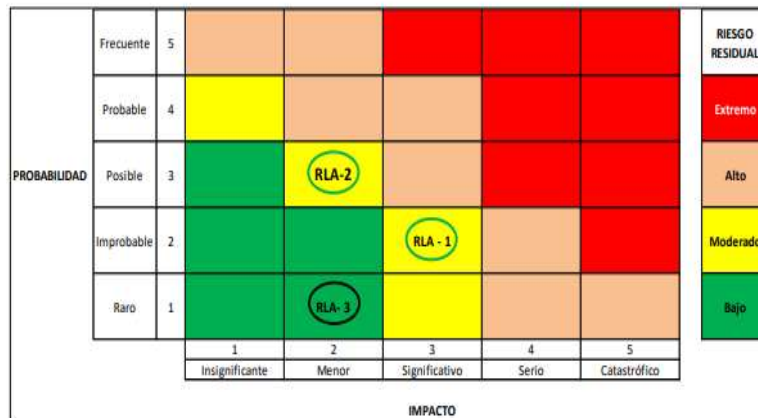 RIESGO
RESIDUAL
Frecuente 5
Probable 4
Extremo
PROBABILIDAD Posible 3 RLA-2 Alto
Improbable 2 RLA - 1 Moderado
Raro 1 RLA- 3 Bajo
1 2 3 4 5
Insignificante Menor Significativo Serio Catastrófico
IMPACTO